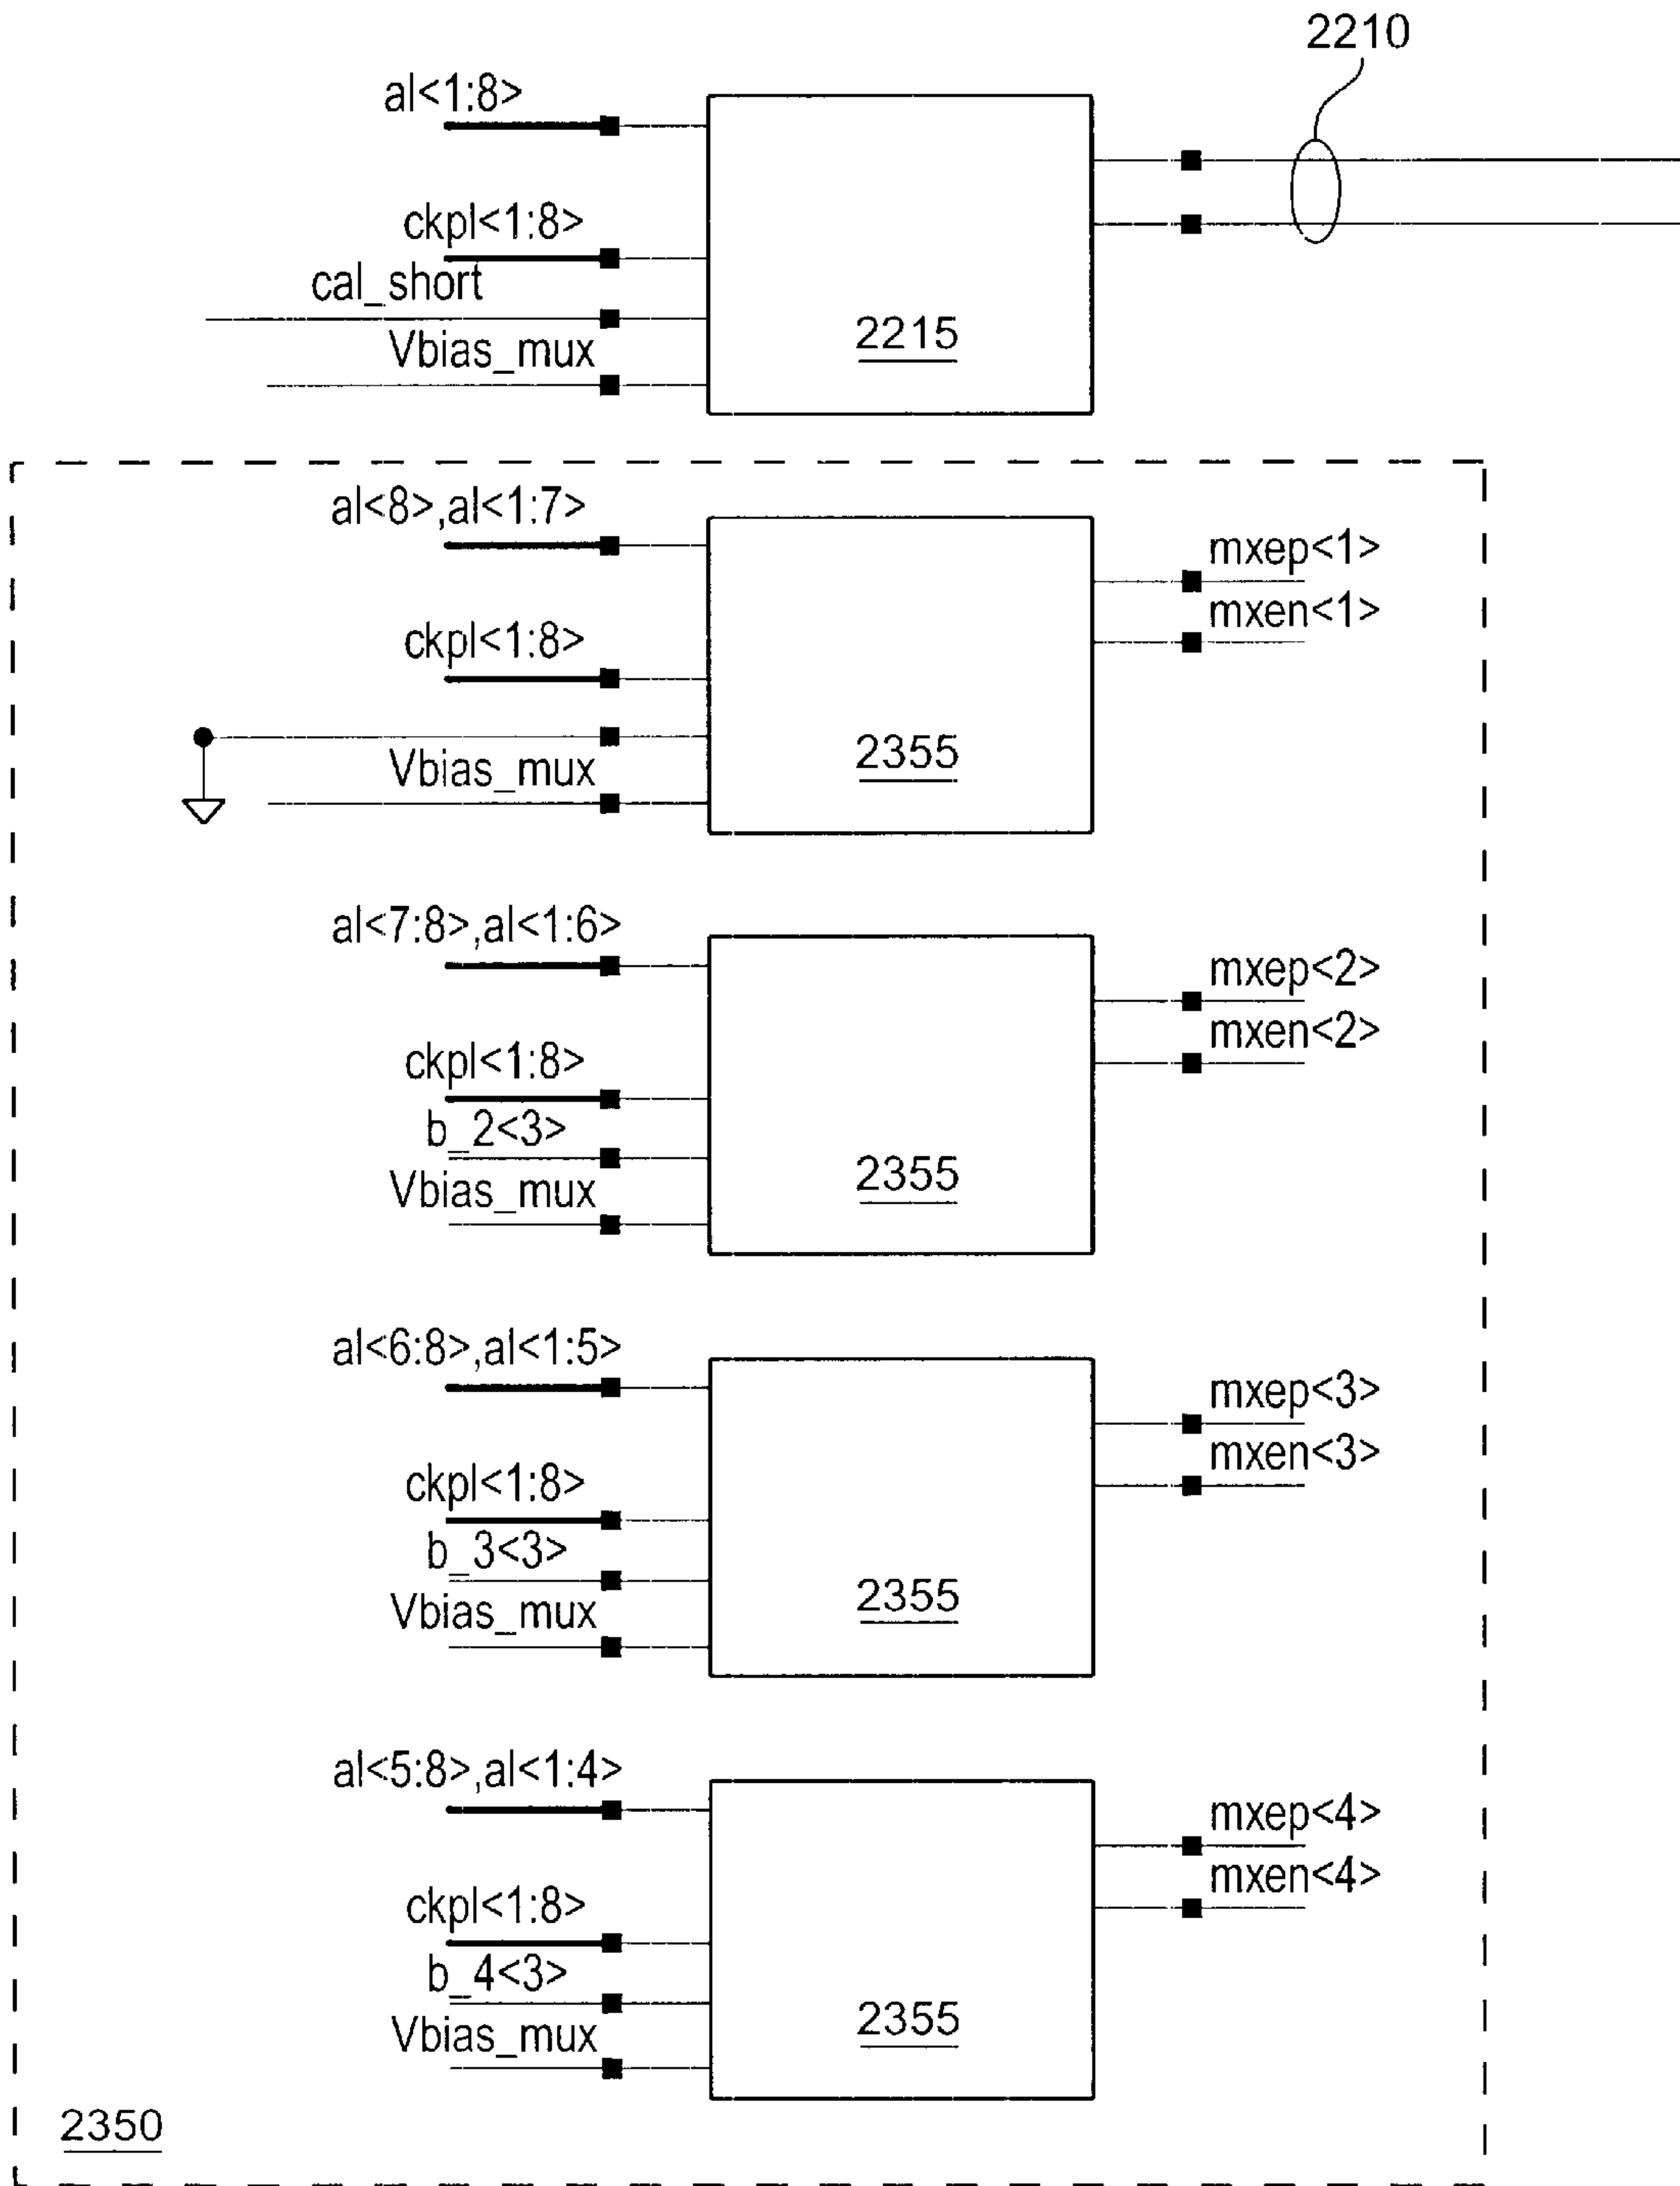 2210
al<1:8>
ckpl<1:8>
cal_short
Vbias_mux
2215
al<8>,al<1:7>
mxep<1>
mxen<1>
ckpl<1:8>
Vbias_mux
2355
al<7:8>,al<1:6>
mxep<2>
mxen<2>
ckpl<1:8>
b_2<3>
Vbias_mux
2355
al<6:8>,al<1:5>
mxep<3>
mxen<3>
ckpl<1:8>
b_3<3>
Vbias_mux
2355
al<5:8>,al<1:4>
mxep<4>
mxen<4>
ckpl<1:8>
b_4<3>
Vbias_mux
2355
2350